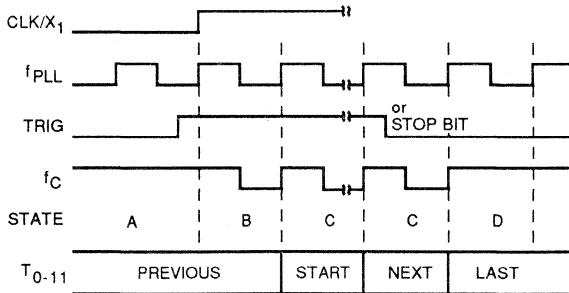 CLK/X1
fPLL
TRIG
or
STOP BIT
fC
STATE A B C C D
T0-11 PREVIOUS START NEXT LAST